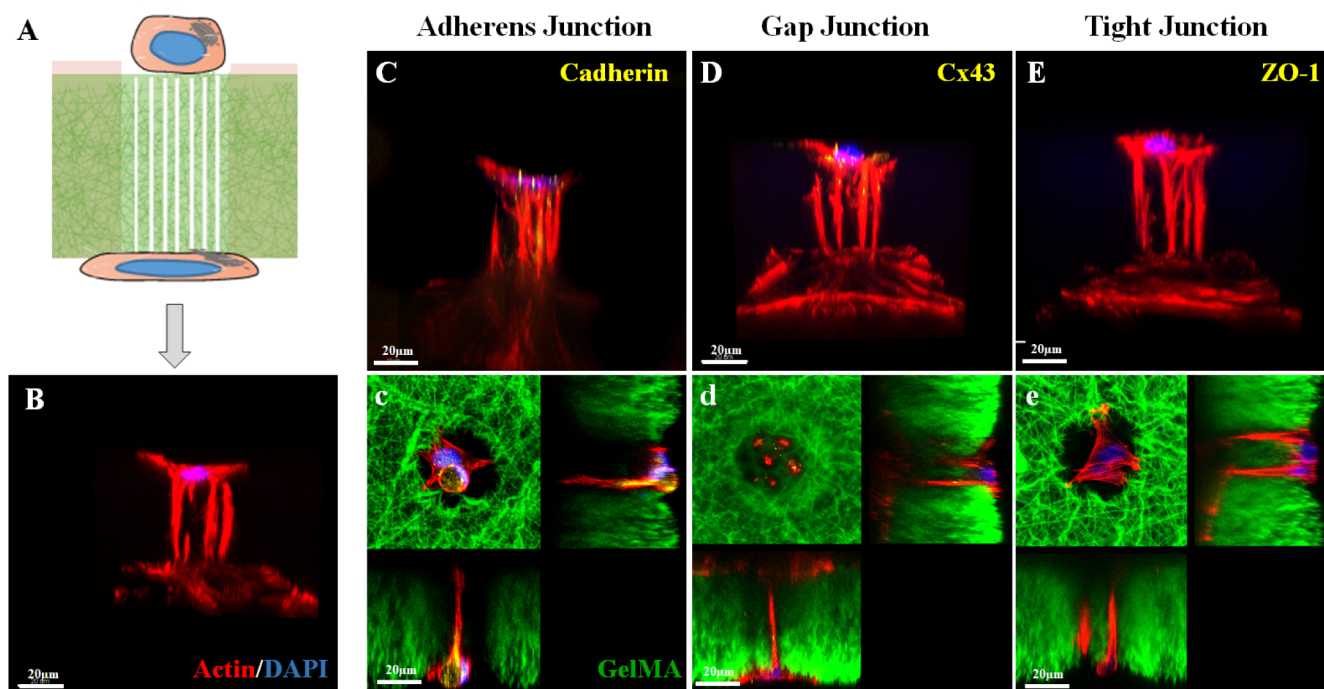 Adherens Junction
Gap Junction
Tight Junction
A
C
Cadherin
D
Cx43
E
ZO-1
20µm
20µm
20µm
B
c
d
e
Actin/DAPI
20µm
GelMA
20µm
20µm
20µm